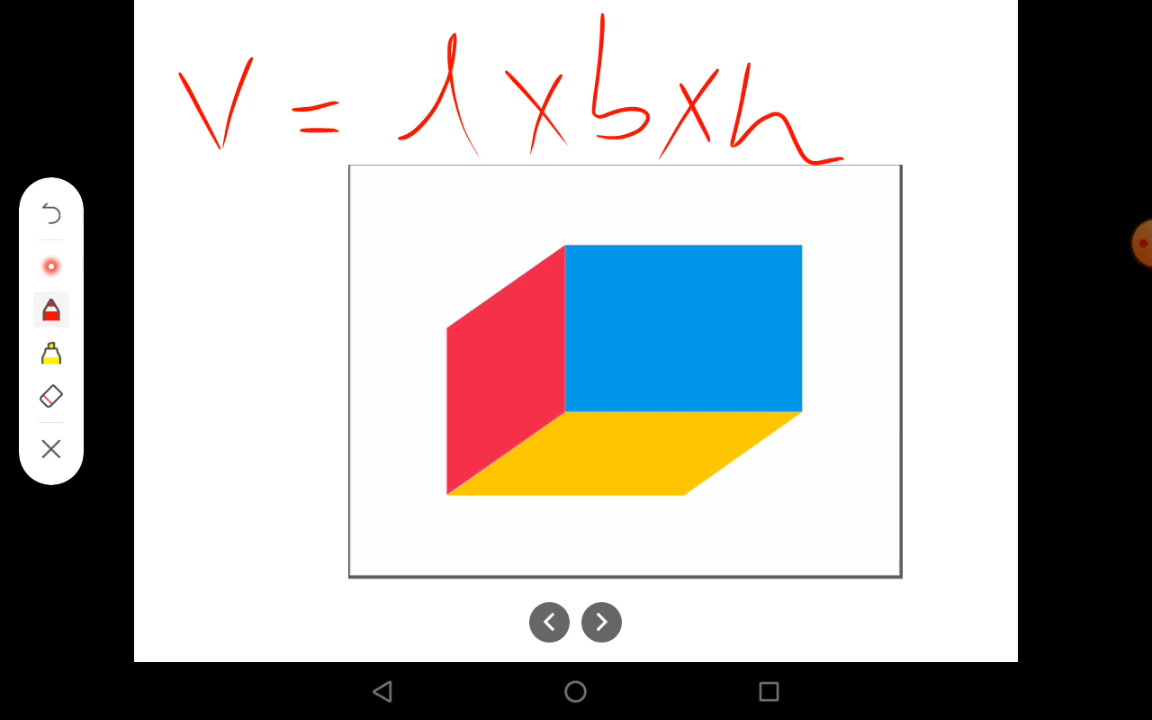 V = l x b x h